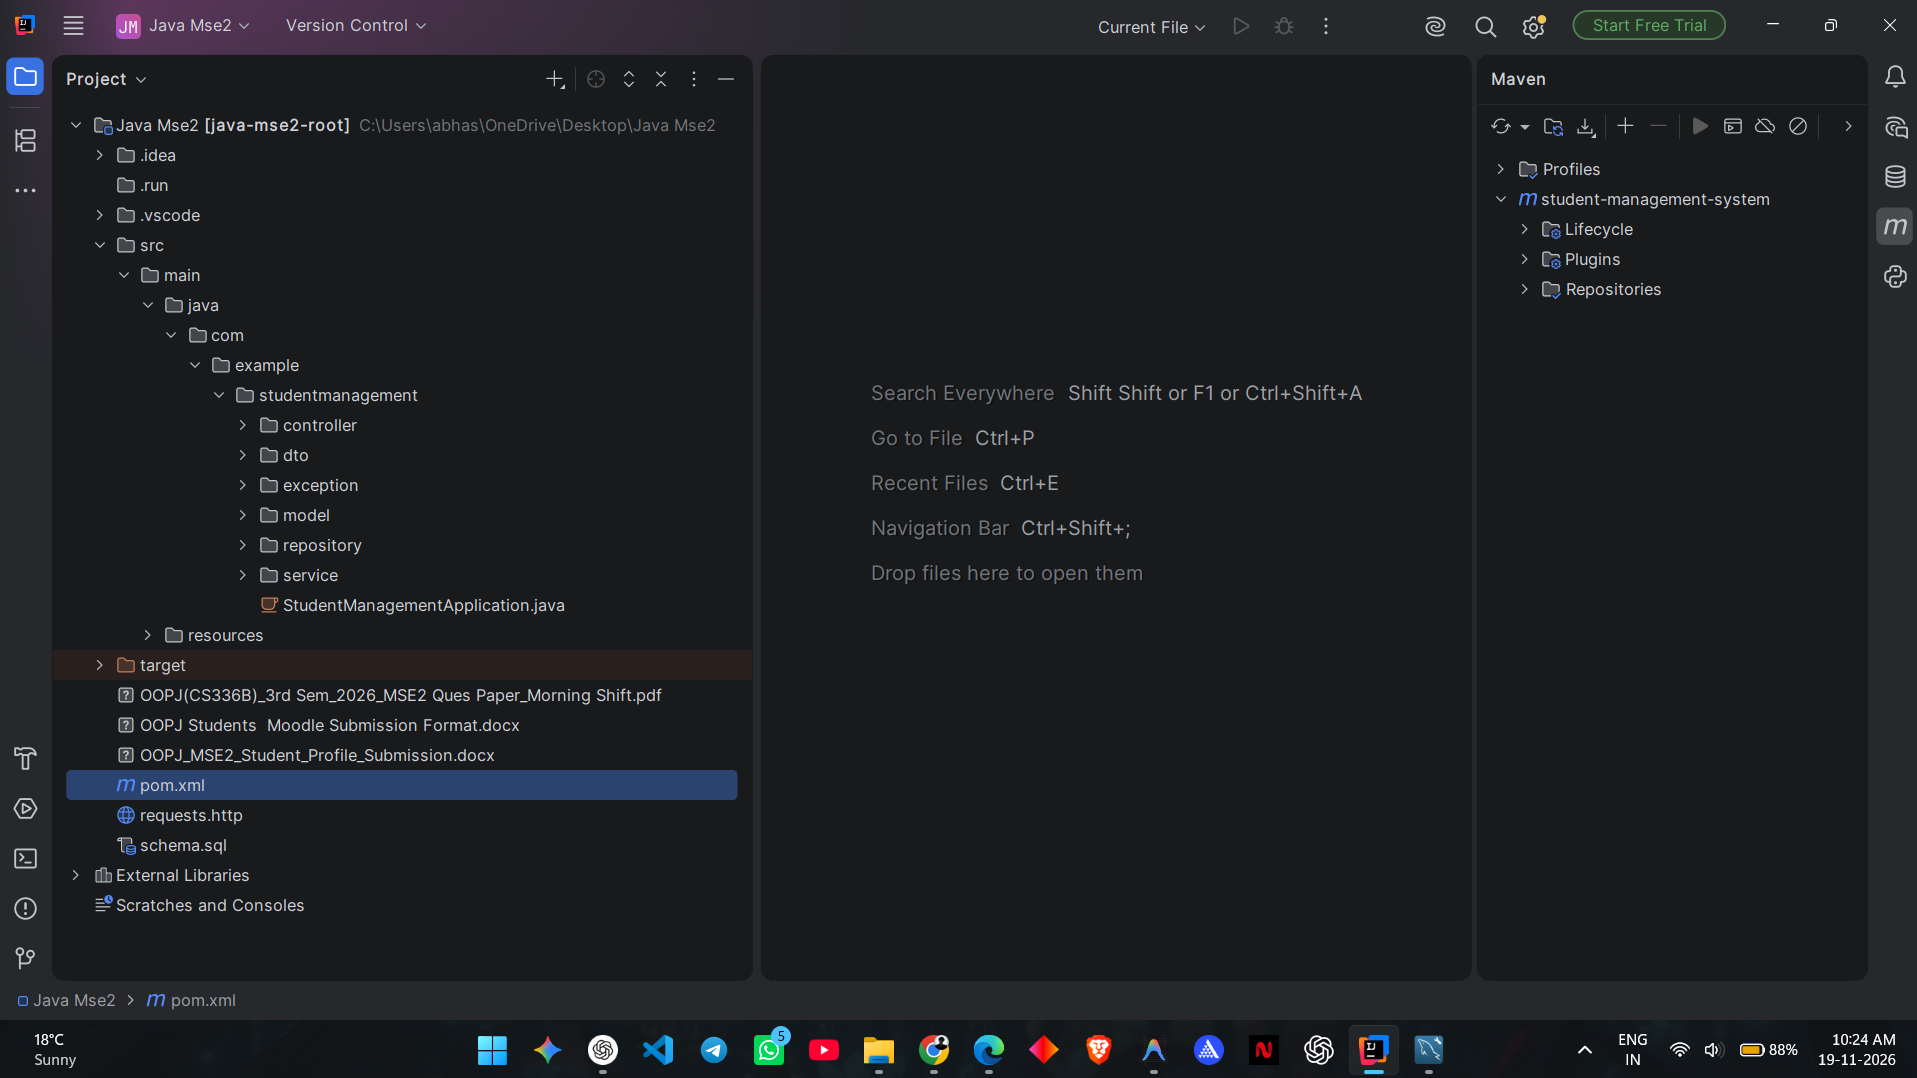 JM Java Mse2
Version Control
Current File
Start Free Trial
Project
Java Mse2 [java-mse2-root] C:\Users\abhas\OneDrive\Desktop\Java Mse2
.idea
.run
.vscode
src
main
java
com
example
studentmanagement
controller
dto
exception
model
repository
service
StudentManagementApplication.java
resources
target
OOPJ(CS336B)_3rd Sem_2026_MSE2 Ques Paper_Morning Shift.pdf
OOPJ Students  Moodle Submission Format.docx
OOPJ_MSE2_Student_Profile_Submission.docx
m pom.xml
requests.http
schema.sql
External Libraries
Scratches and Consoles
Search Everywhere Shift Shift or F1 or Ctrl+Shift+A
Go to File Ctrl+P
Recent Files Ctrl+E
Navigation Bar Ctrl+Shift+;
Drop files here to open them
Maven
Profiles
m student-management-system
Lifecycle
Plugins
Repositories
m
Java Mse2 > m pom.xml
18°C
Sunny
5
ENG
IN
88%
10:24 AM
19-11-2026